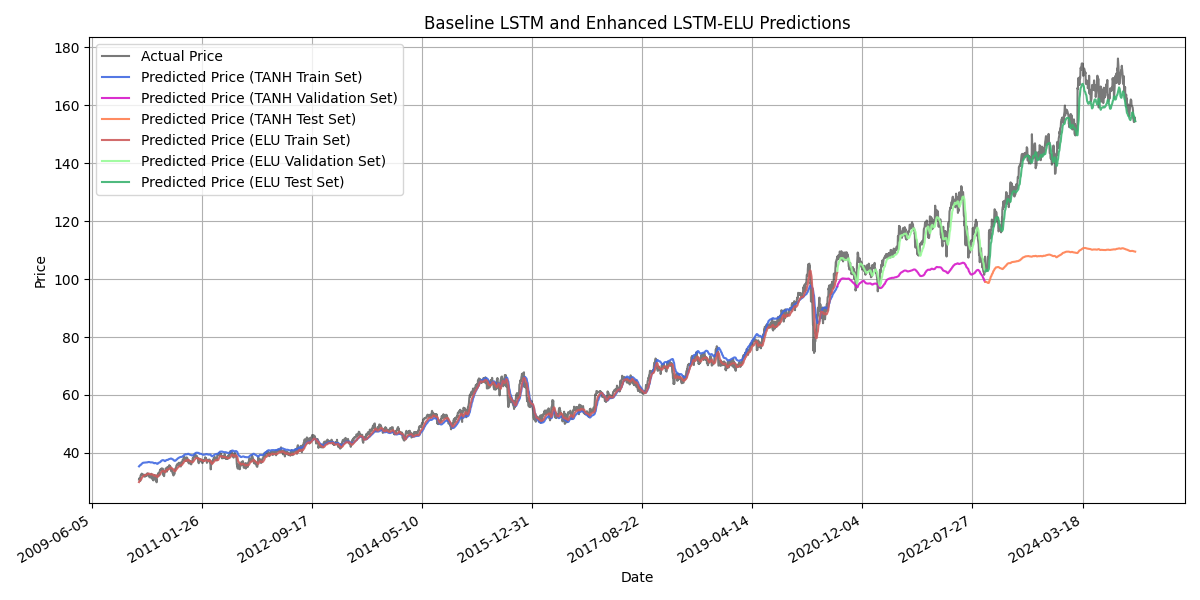 Baseline LSTM and Enhanced LSTM-ELU Predictions
180
160
140
120
100
80
60
40
Price
Actual Price
Predicted Price (TANH Train Set)
Predicted Price (TANH Validation Set)
Predicted Price (TANH Test Set)
Predicted Price (ELU Train Set)
Predicted Price (ELU Validation Set)
Predicted Price (ELU Test Set)
2009-06-05
2011-01-26
2012-09-17
2014-05-10
2015-12-31
2017-08-22
2019-04-14
2020-12-04
2022-07-27
2024-03-18
Date